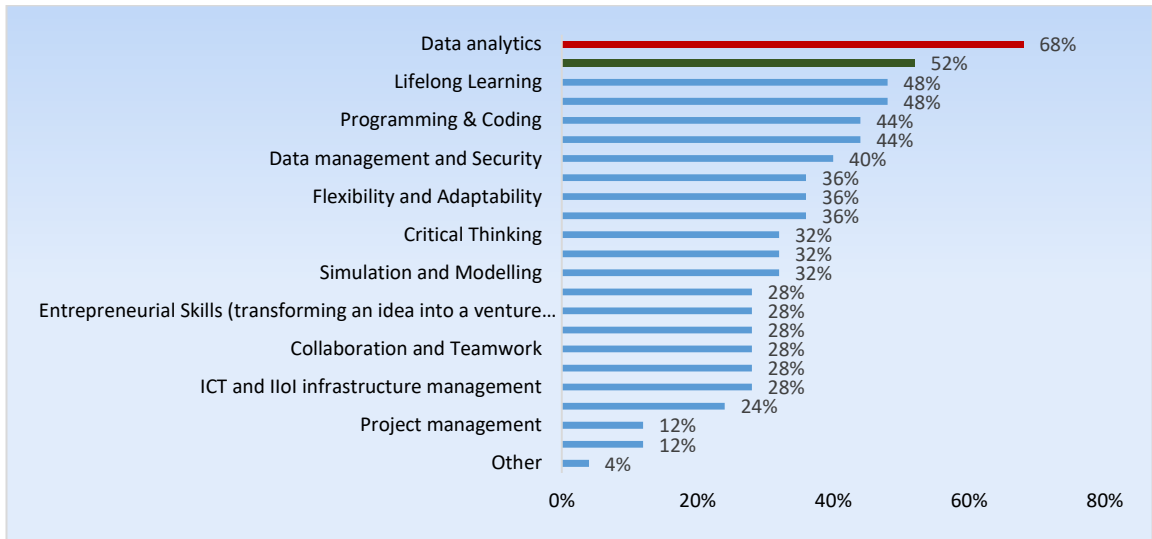 Data analytics 68%
52%
Lifelong Learning 48%
48%
Programming & Coding 44%
44%
Data management and Security 40%
36%
Flexibility and Adaptability 36%
36%
Critical Thinking 32%
32%
Simulation and Modelling 32%
28%
Entrepreneurial Skills (transforming an idea into a venture... 28%
28%
Collaboration and Teamwork 28%
28%
ICT and IIoI infrastructure management 28%
24%
Project management 12%
12%
Other 4%
0% 20% 40% 60% 80%